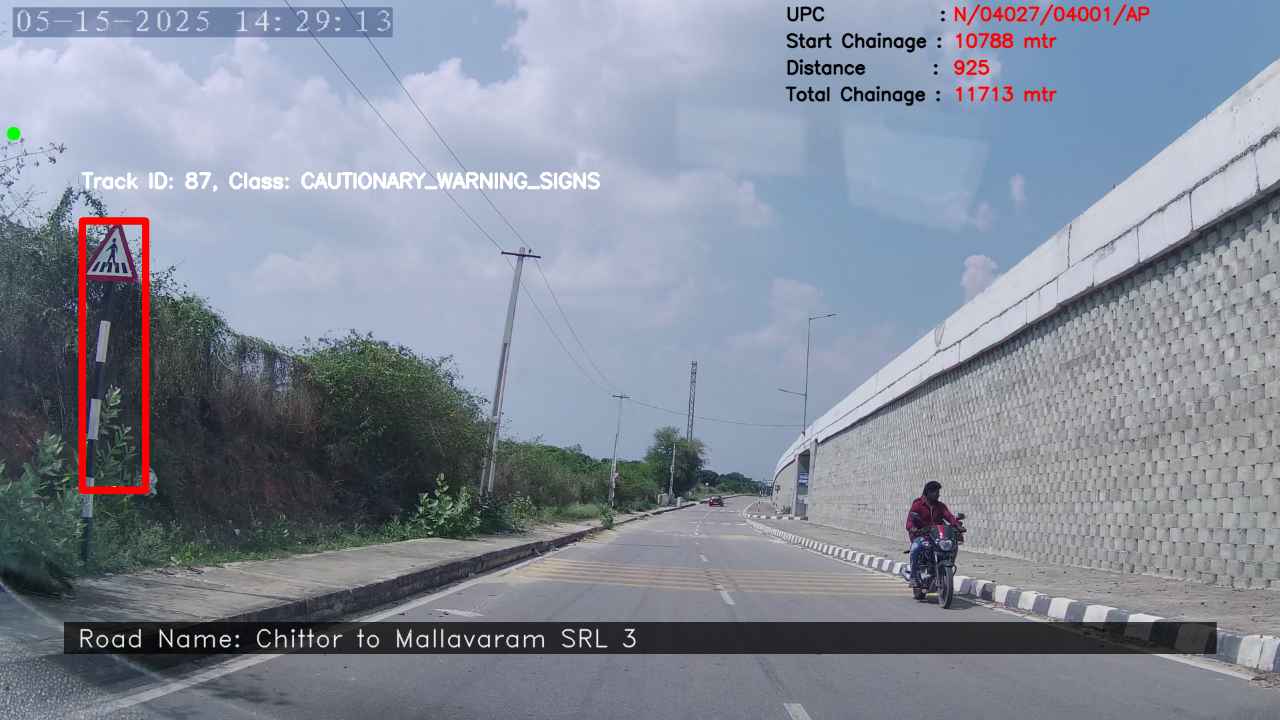 05-15-2025 14:29:13
UPC : N/04027/04001/AP
Start Chainage : 10788 mtr
Distance : 925
Total Chainage : 11713 mtr
Track ID: 87, Class: CAUTIONARY_WARNING_SIGNS
Road Name: Chittor to Mallavaram SRL 3